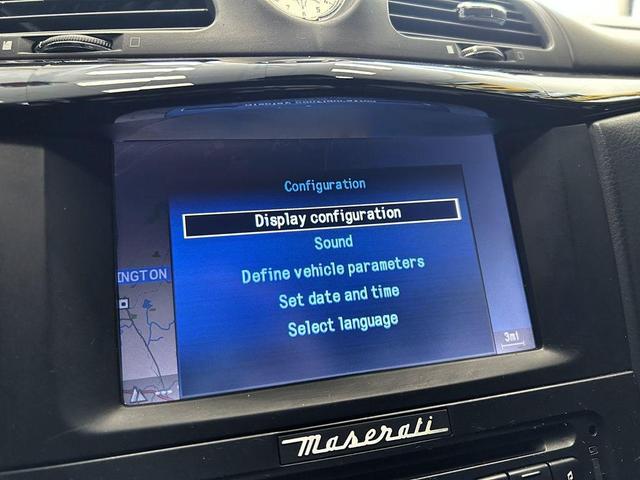 Configuration
Display configuration
Sound
Define vehicle parameters
Set date and time
Select language
INGTON
3mi
Maserati